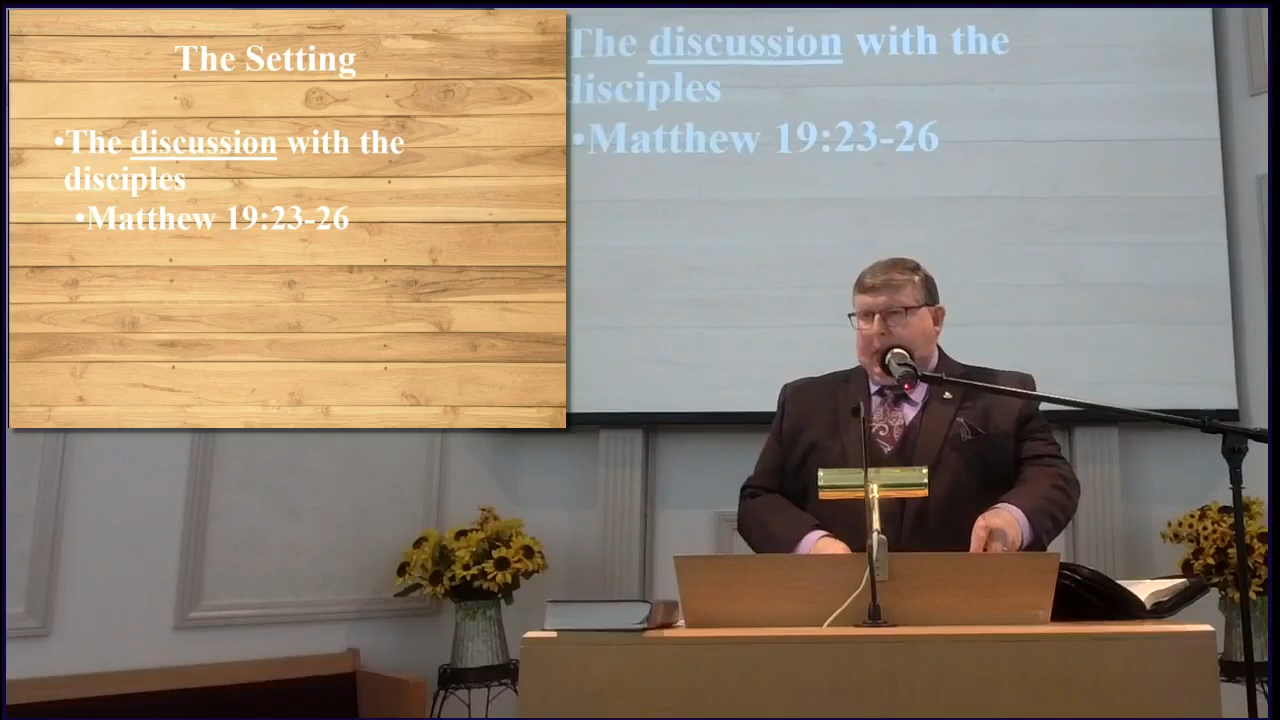 The Setting
•The discussion with the
disciples
•Matthew 19:23-26
The discussion with the
disciples
•Matthew 19:23-26